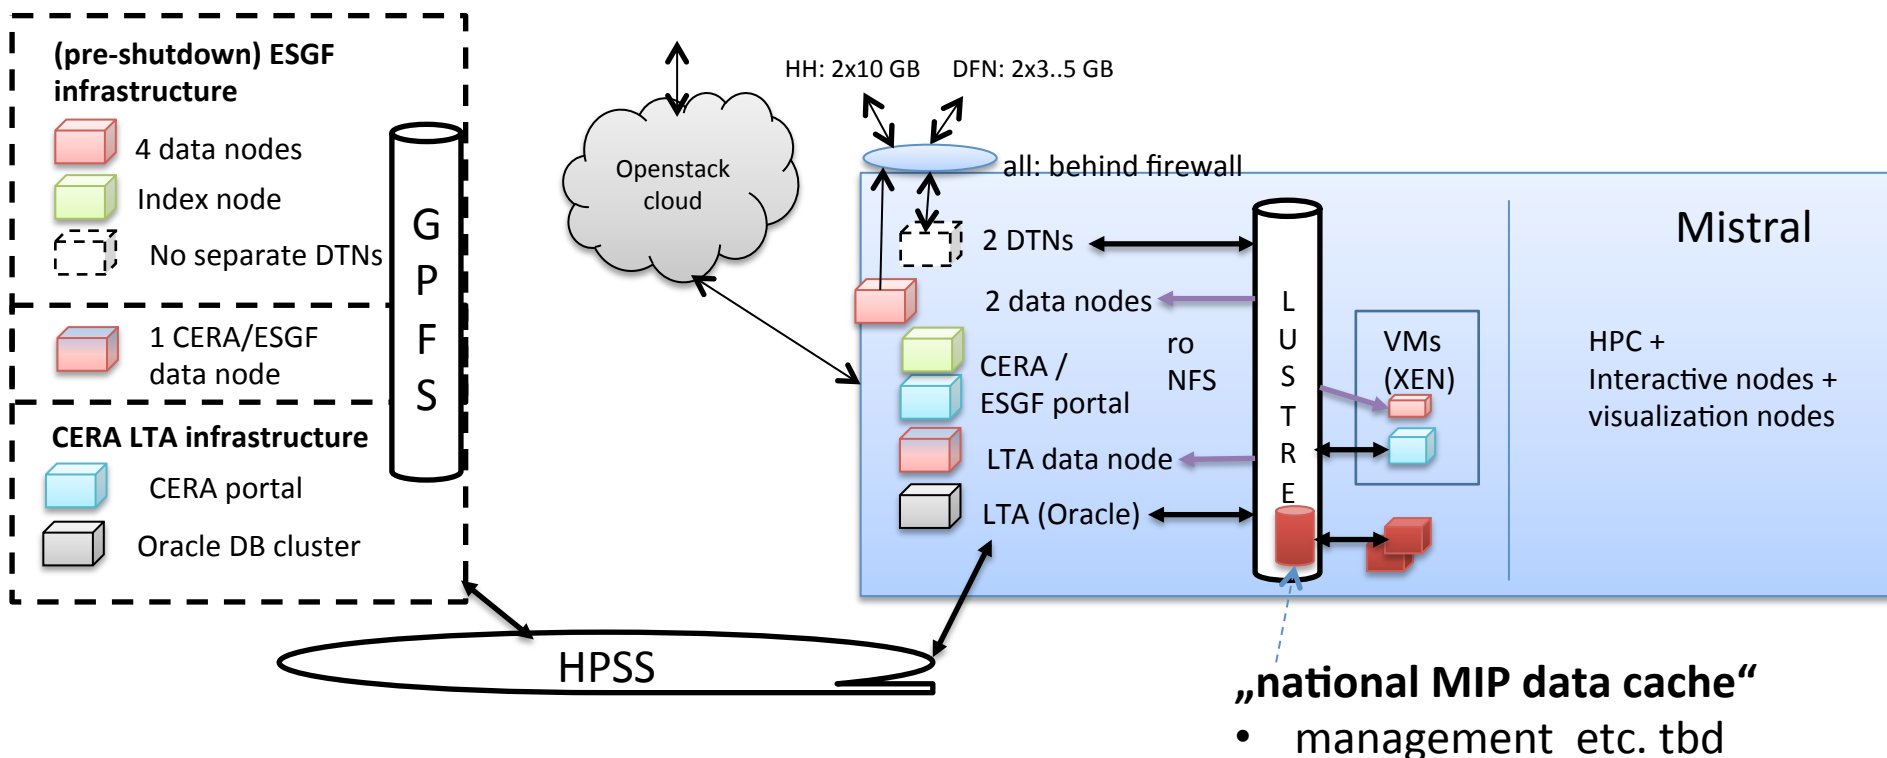 (pre-shutdown) ESGF
infrastructure
4 data nodes
Index node
No separate DTNs
1 CERA/ESGF
data node
CERA LTA infrastructure
CERA portal
Oracle DB cluster
G
P
F
S
HPSS
Openstack
cloud
HH: 2x10 GB
DFN: 2x3..5 GB
all: behind firewall
2 DTNs
2 data nodes
CERA /
ESGF portal
ro
NFS
LTA data node
LTA (Oracle)
L
U
S
T
R
E
VMs
(XEN)
Mistral
HPC +
Interactive nodes +
visualization nodes
„national MIP data cache“
• management etc. tbd